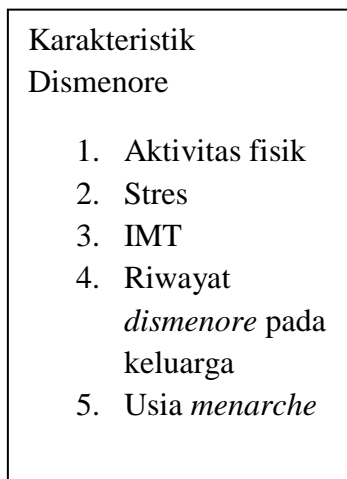 Karakteristik
Dismenore
1. Aktivitas fisik
2. Stres
3. IMT
4. Riwayat
dismenore pada
keluarga
5. Usia menarche